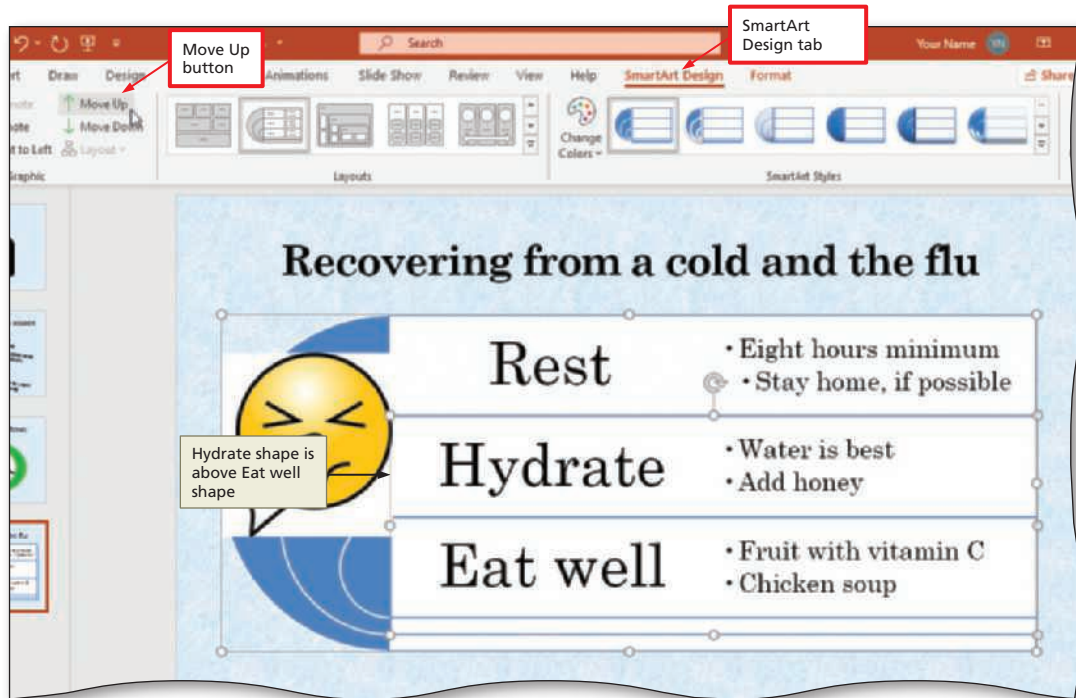 SmartArt
Design tab
Move Up
button
Search
Your Name
Draw
Design
Animations
Slide Show
Review
View
Help
SmartArt Design
Format
Share
Move Up
Move Down
to Left
Layout
Change
Colors
Layouts
SmartArt Styles
Recovering from a cold and the flu
Rest
• Eight hours minimum
• Stay home, if possible
Hydrate shape is
above Eat well
shape
Hydrate
• Water is best
• Add honey
Eat well
• Fruit with vitamin C
• Chicken soup